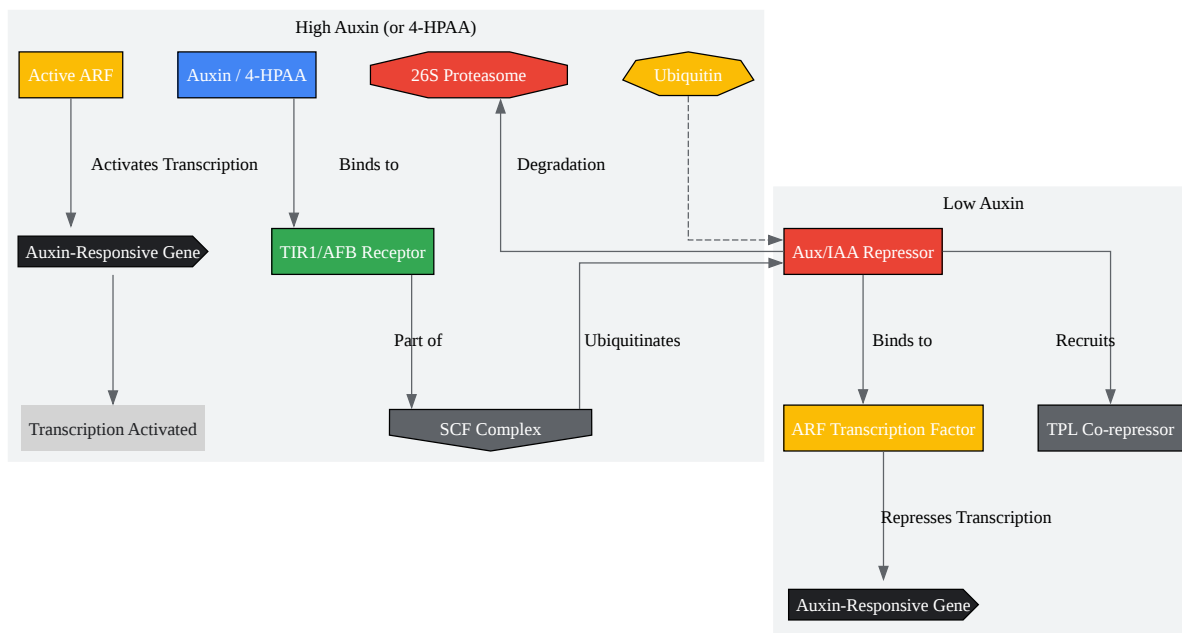 High Auxin (or 4-HPAA)
Active ARF
Auxin / 4-HPAA
26S Proteasome
Ubiquitin
Activates Transcription
Binds to
Degradation
Low Auxin
Auxin-Responsive Gene
TIR1/AFB Receptor
Aux/IAA Repressor
Part of
Ubiquitinates
Binds to
Recruits
Transcription Activated
SCF Complex
ARF Transcription Factor
TPL Co-repressor
Represses Transcription
Auxin-Responsive Gene